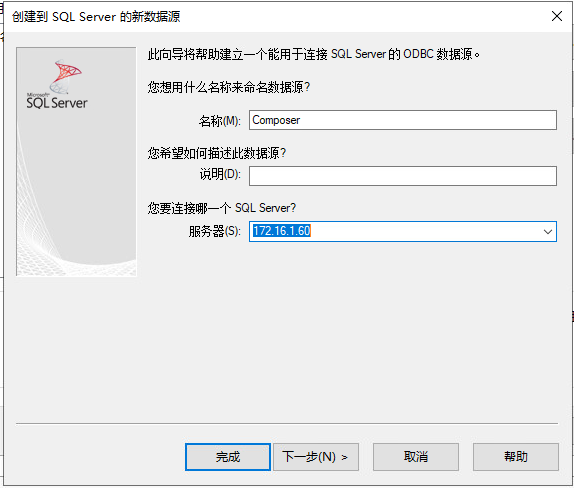 创建到 SQL Server 的新数据源
Microsoft
SQL Server
此向导将帮助建立一个能用于连接 SQL Server 的 ODBC 数据源。
您想用什么名称来命名数据源?
名称(M): Composer
您希望如何描述此数据源?
说明(D):
您要连接哪一个 SQL Server?
服务器(S): 172.16.1.60
完成 下一步(N) > 取消 帮助